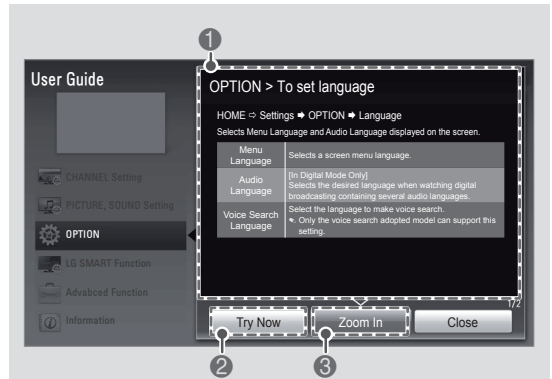 1
User Guide
OPTION > To set language
HOME ⇨ Settings ➡ OPTION ➡ Language
Selects Menu Language and Audio Language displayed on the screen.
Menu
Language
Selects a screen menu language.
Audio
Language
[In Digital Mode Only]
Selects the desired language when watching digital
broadcasting containing several audio languages.
Voice Search
Language
Select the language to make voice search.
Only the voice search adopted model can support this
setting.
CHANNEL Setting
PICTURE, SOUND Setting
OPTION
LG SMART Function
Advabced Function
Information
1/2
Try Now
Zoom In
Close
2
3